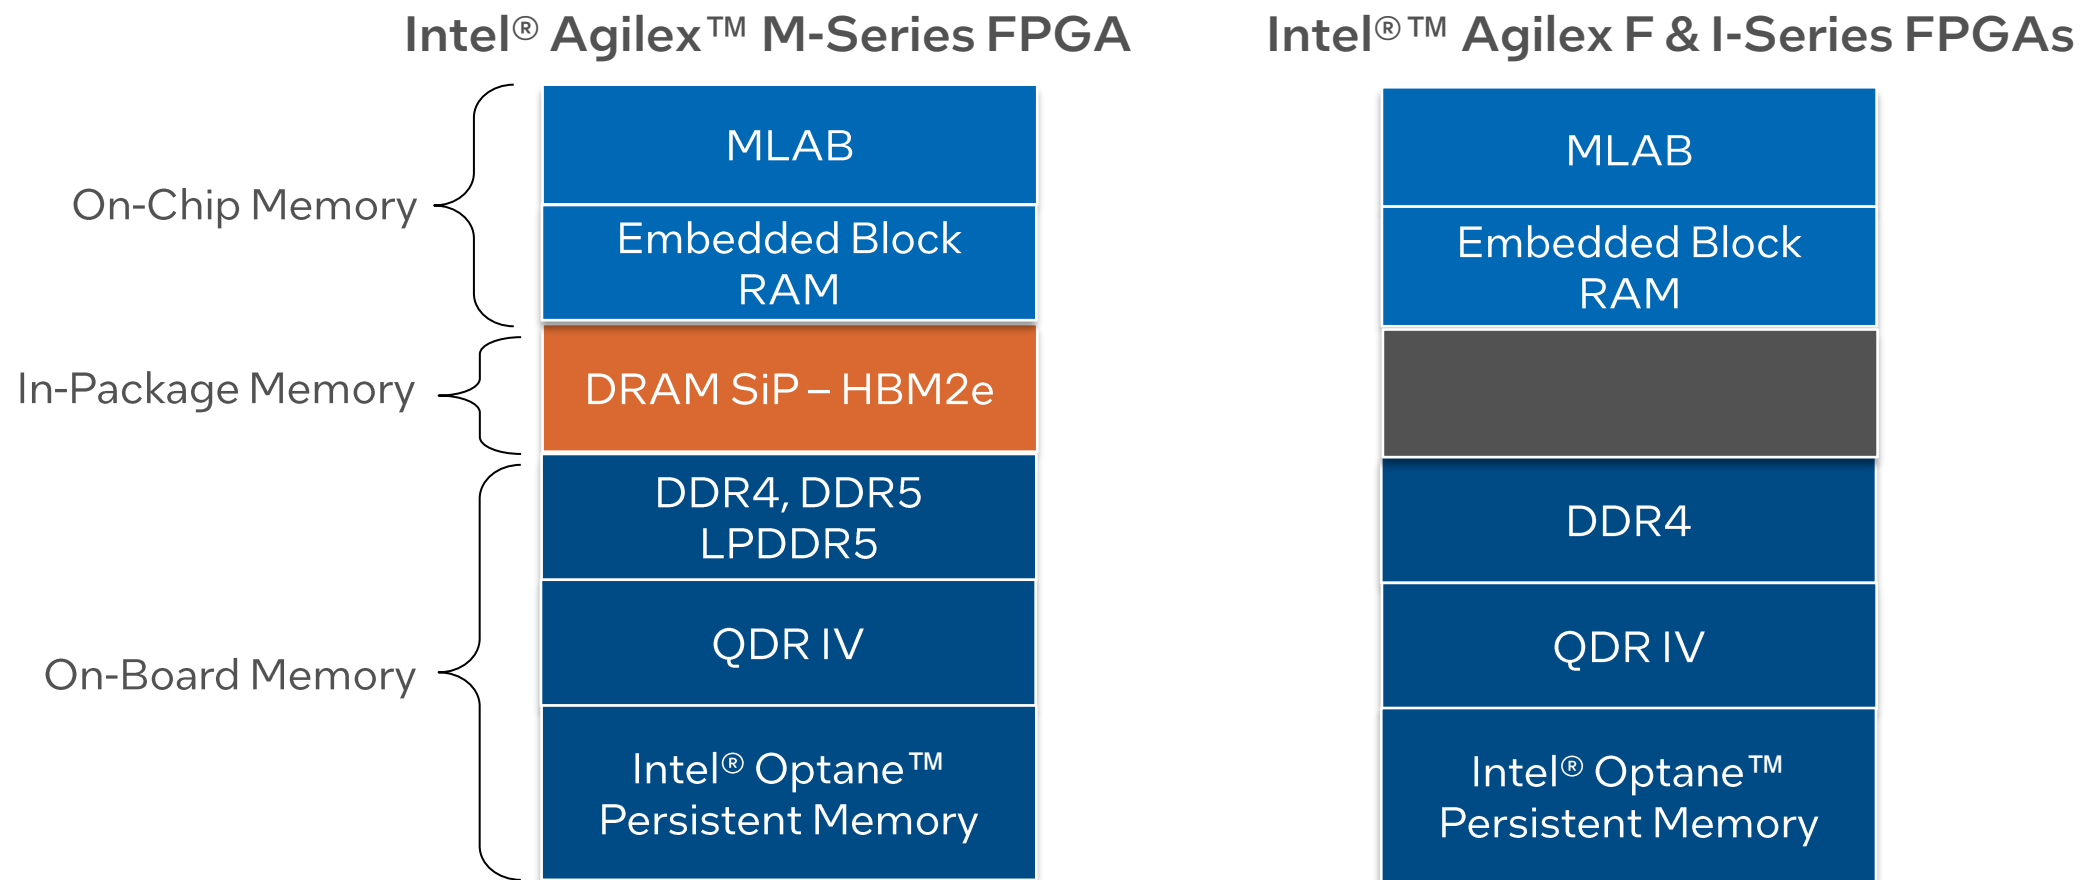 Intel® Agilex™ M-Series FPGA
Intel®™ Agilex F & I-Series FPGAs
On-Chip Memory
In-Package Memory
On-Board Memory
MLAB
Embedded Block
RAM
DRAM SiP – HBM2e
DDR4, DDR5
LPDDR5
QDR IV
Intel® Optane™
Persistent Memory
MLAB
Embedded Block
RAM
DDR4
QDR IV
Intel® Optane™
Persistent Memory